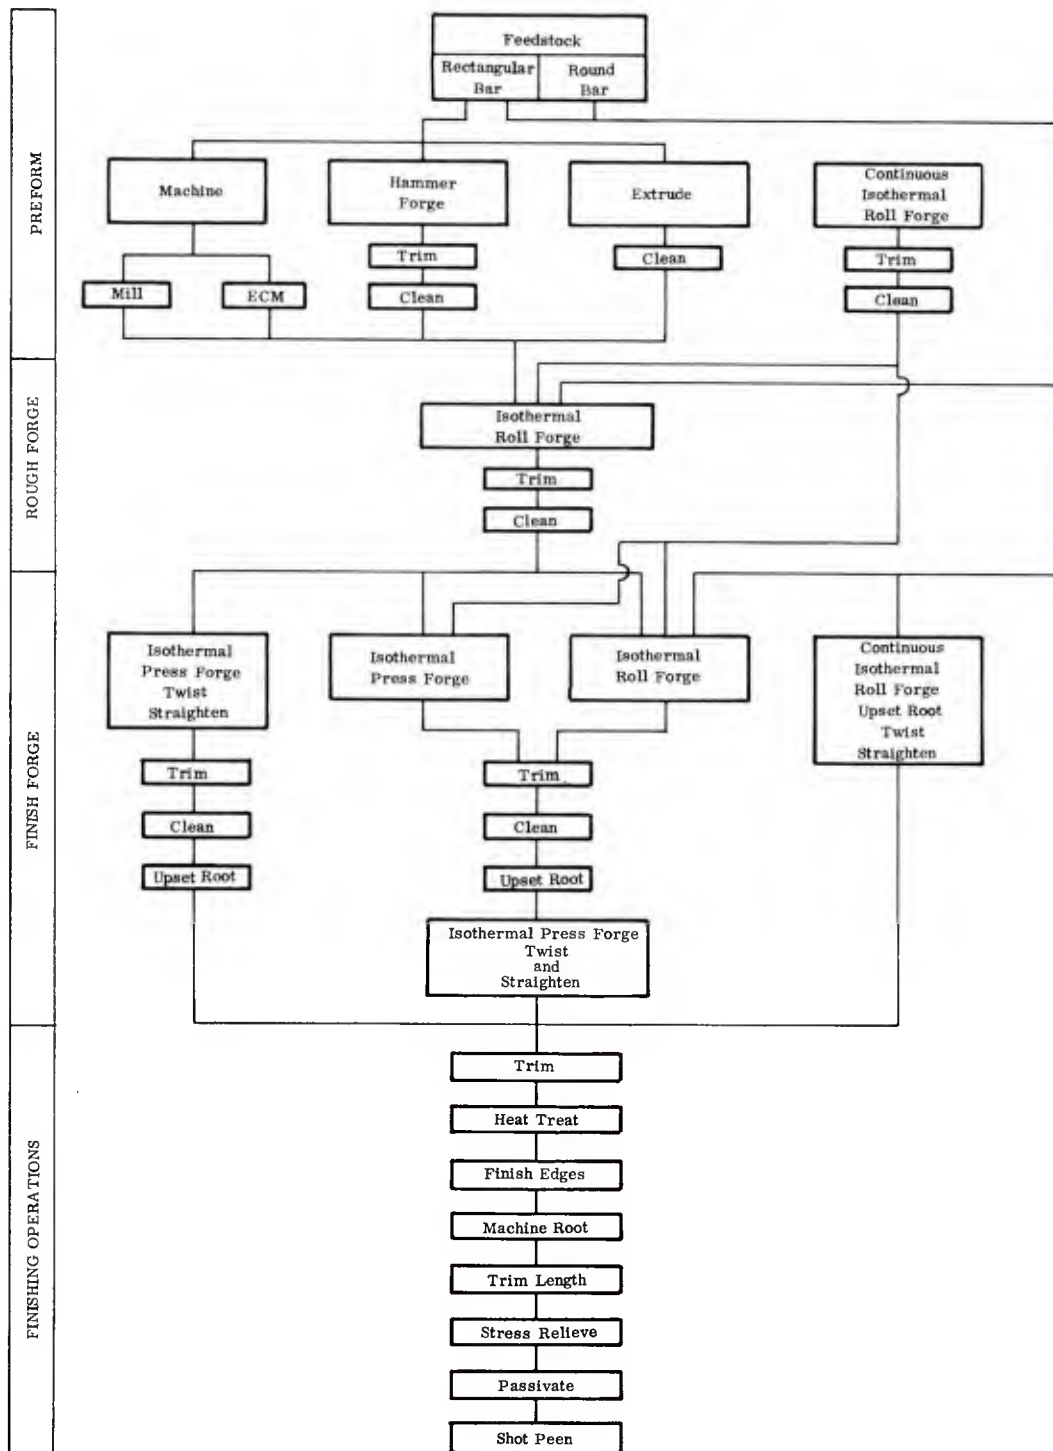 PREFORM
Feedstock
Rectangular
Bar
Round
Bar
Machine
Hammer
Forge
Extrude
Continuous
Isothermal
Roll Forge
Trim
Clean
Trim
Mill
ECM
Clean
Clean
ROUGH FORGE
Isothermal
Roll Forge
Trim
Clean
FINISH FORGE
Isothermal
Press Forge
Twist
Straighten
Isothermal
Press Forge
Isothermal
Roll Forge
Continuous
Isothermal
Roll Forge
Upset Root
Twist
Straighten
Trim
Trim
Clean
Clean
Upset Root
Upset Root
Isothermal Press Forge
Twist
and
Straighten
FINISHING OPERATIONS
Trim
Heat Treat
Finish Edges
Machine Root
Trim Length
Stress Relieve
Passivate
Shot Peen